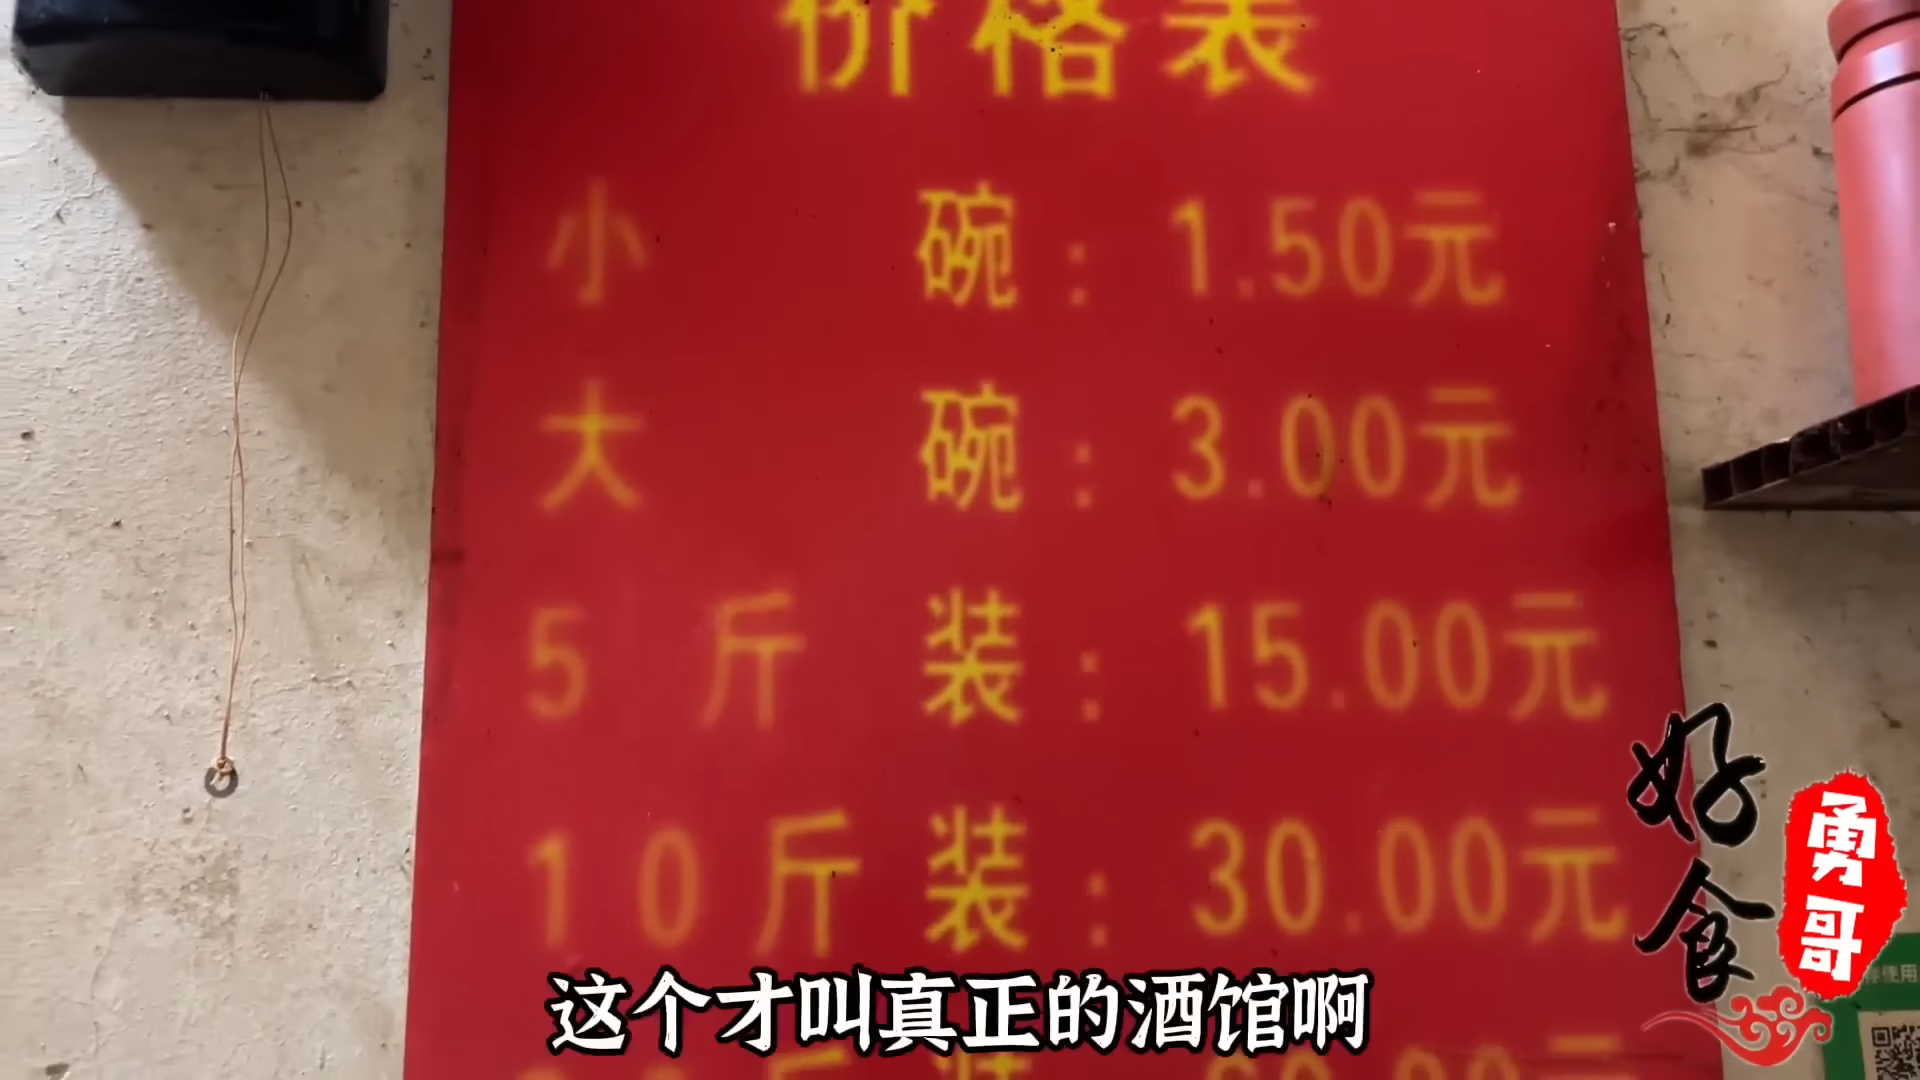 价格表
小 碗：1.50元
大 碗：3.00元
5 斤 装：15.00元
10斤 装：30.00元
这个才叫真正的酒馆啊
好食
勇哥